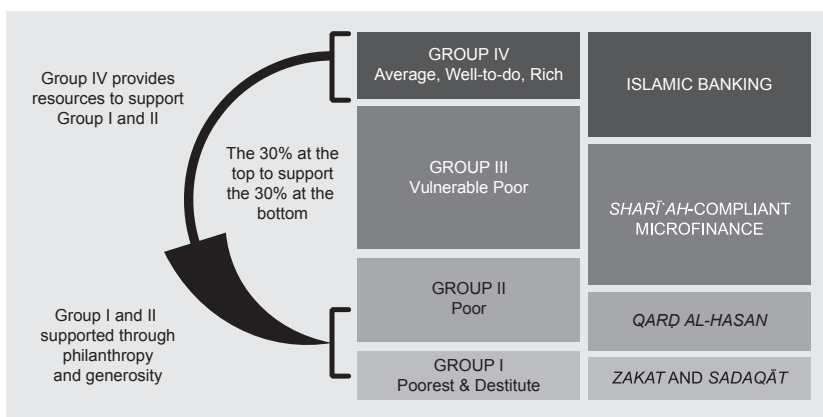 Group IV provides
resources to support
Group I and II
The 30% at the
top to support
the 30% at the
bottom
Group I and II
supported through
philanthropy
and generosity
GROUP IV
Average, Well-to-do, Rich
GROUP III
Vulnerable Poor
GROUP II
Poor
GROUP I
Poorest & Destitute
ISLAMIC BANKING
SHARĪ`AH-COMPLIANT
MICROFINANCE
QARḌ AL-HASAN
ZAKAT AND SADAQĀT